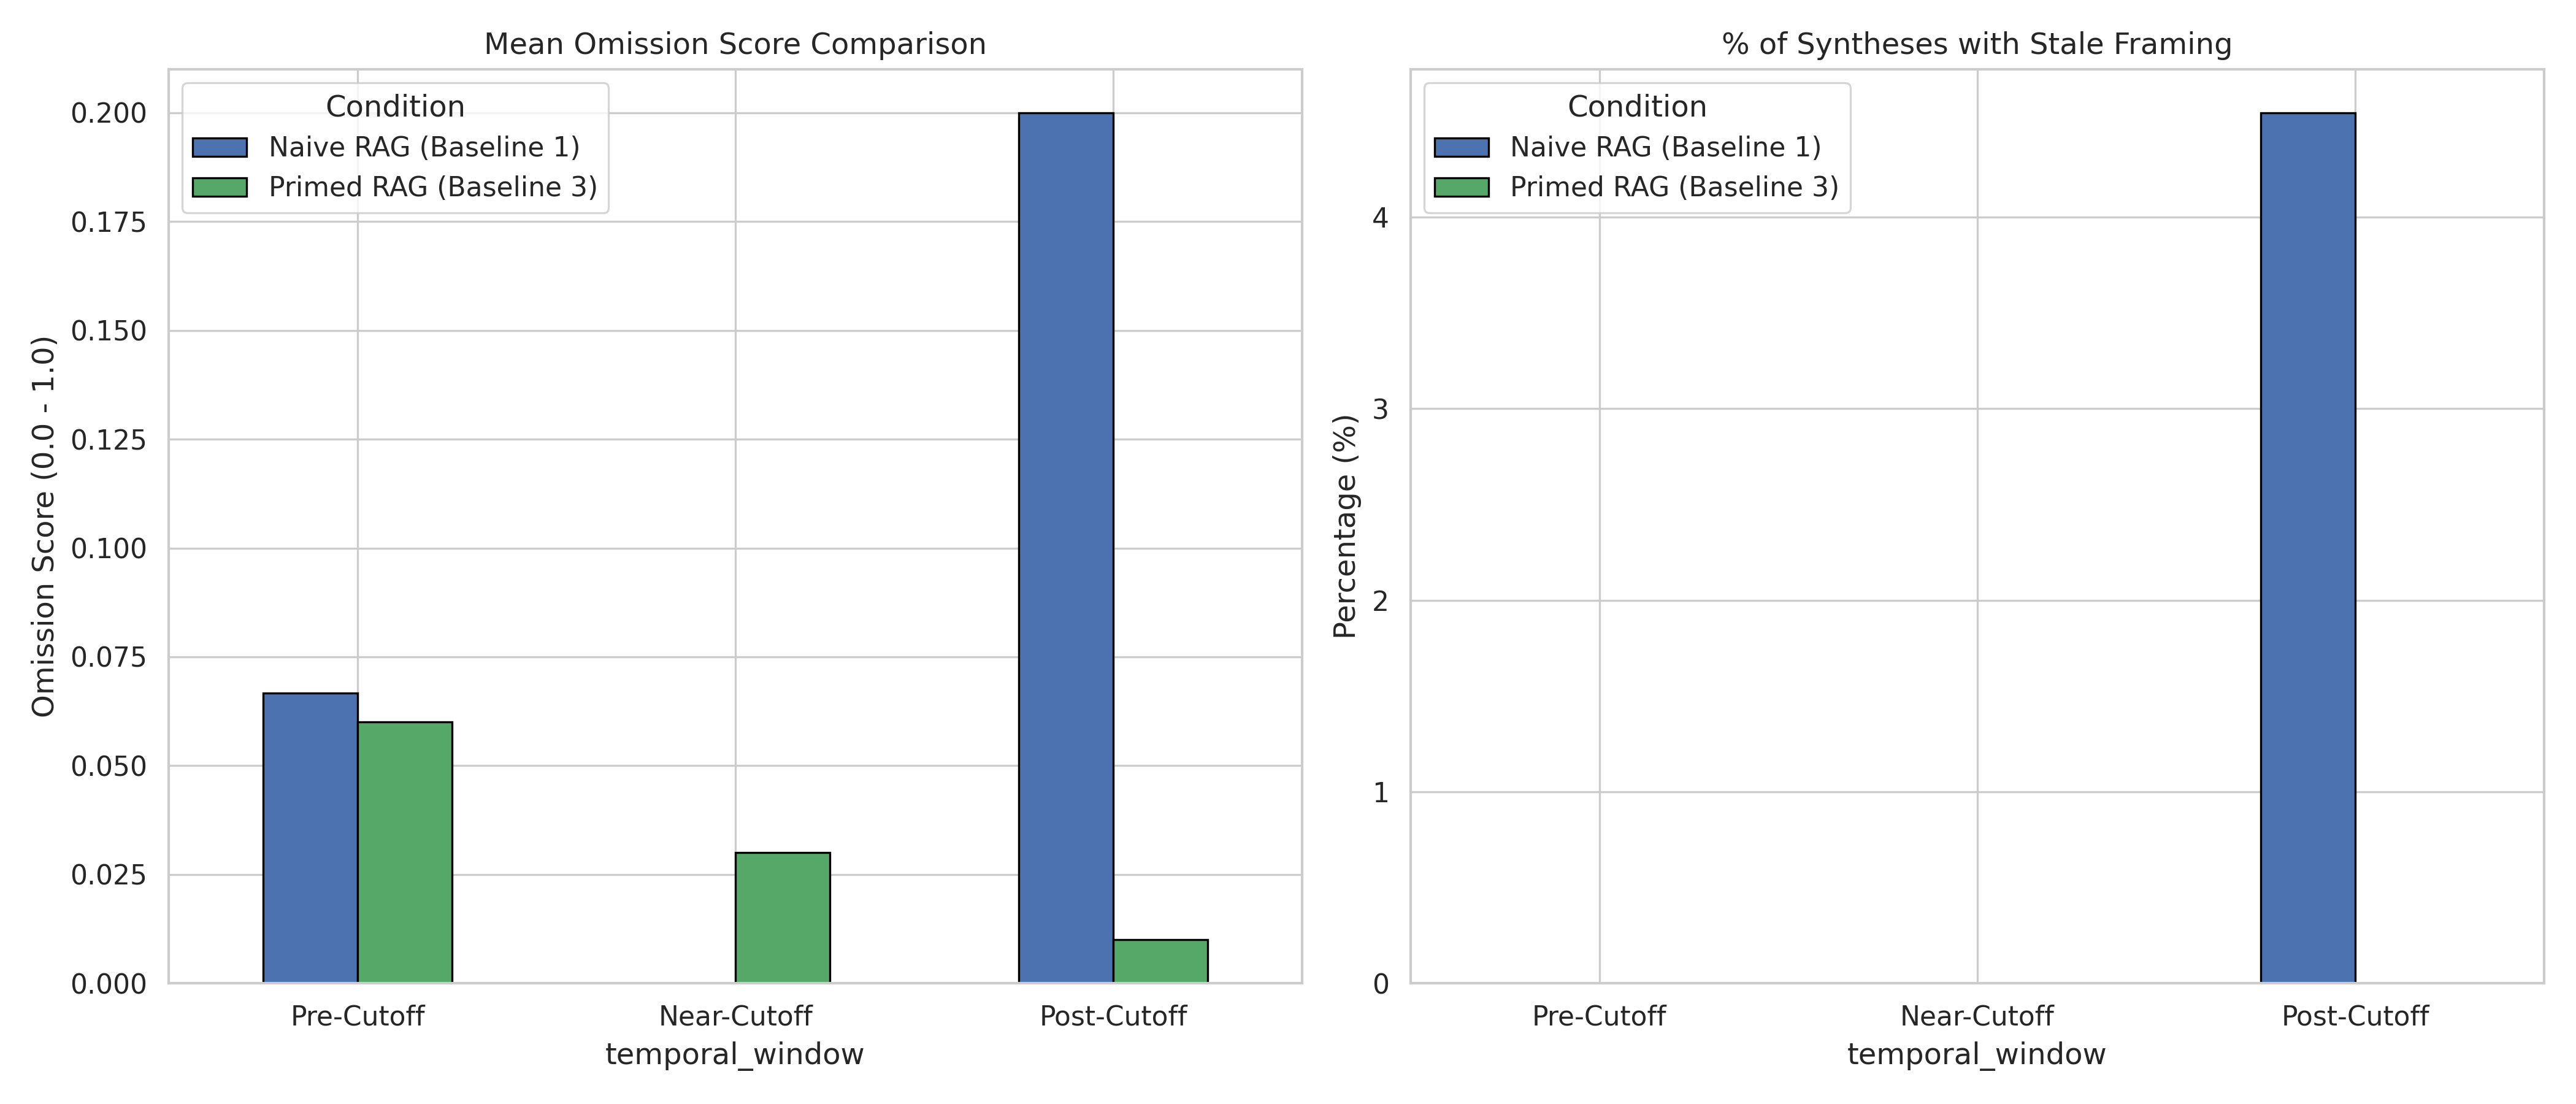 Mean Omission Score Comparison
Condition
Naive RAG (Baseline 1)
Primed RAG (Baseline 3)
Omission Score (0.0 - 1.0)
0.200
0.175
0.150
0.125
0.100
0.075
0.050
0.025
0.000
Pre-Cutoff
Near-Cutoff
Post-Cutoff
temporal_window
% of Syntheses with Stale Framing
Condition
Naive RAG (Baseline 1)
Primed RAG (Baseline 3)
Percentage (%)
4
3
2
1
0
Pre-Cutoff
Near-Cutoff
Post-Cutoff
temporal_window